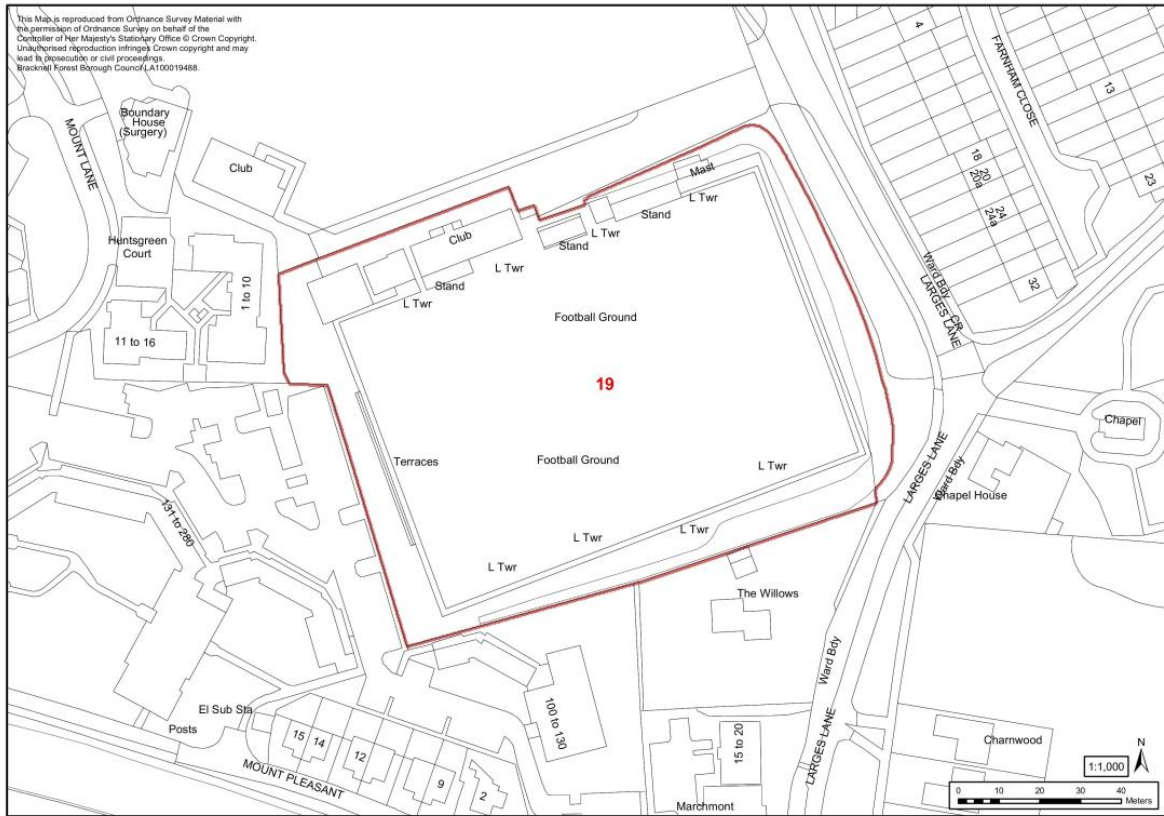 This Map is reproduced from Ordnance Survey Material with
the permission of Ordnance Survey on behalf of the
Controller of Her Majesty's Stationary Office © Crown Copyright.
Unauthorised reproduction infringes Crown copyright and may
lead to prosecution or civil proceedings.
Bracknell Forest Borough Council LA100019488.
MOUNT LANE
Boundary
House
(Surgery)
Club
4
FARNHAM CLOSE
13
18
20
20a
24
24a
23
32
Mast
L Twr
Stand
L Twr
Stand
Club
L Twr
Stand
L Twr
Huntsgreen
Court
1 to 10
11 to 16
Football Ground
19
Ward Bdy
CR
LARGES LANE
Chapel
Terraces
Football Ground
L Twr
LARGES LANE
Ward Bdy
Chapel House
131 to 280
L Twr
L Twr
L Twr
The Willows
Ward Bdy
El Sub Sta
Posts
15
14
12
9
2
MOUNT PLEASANT
100 to 130
15 to 20
LARGES LANE
Marchmont
Charnwood
N
1:1,000
0 10 20 30 40
Meters